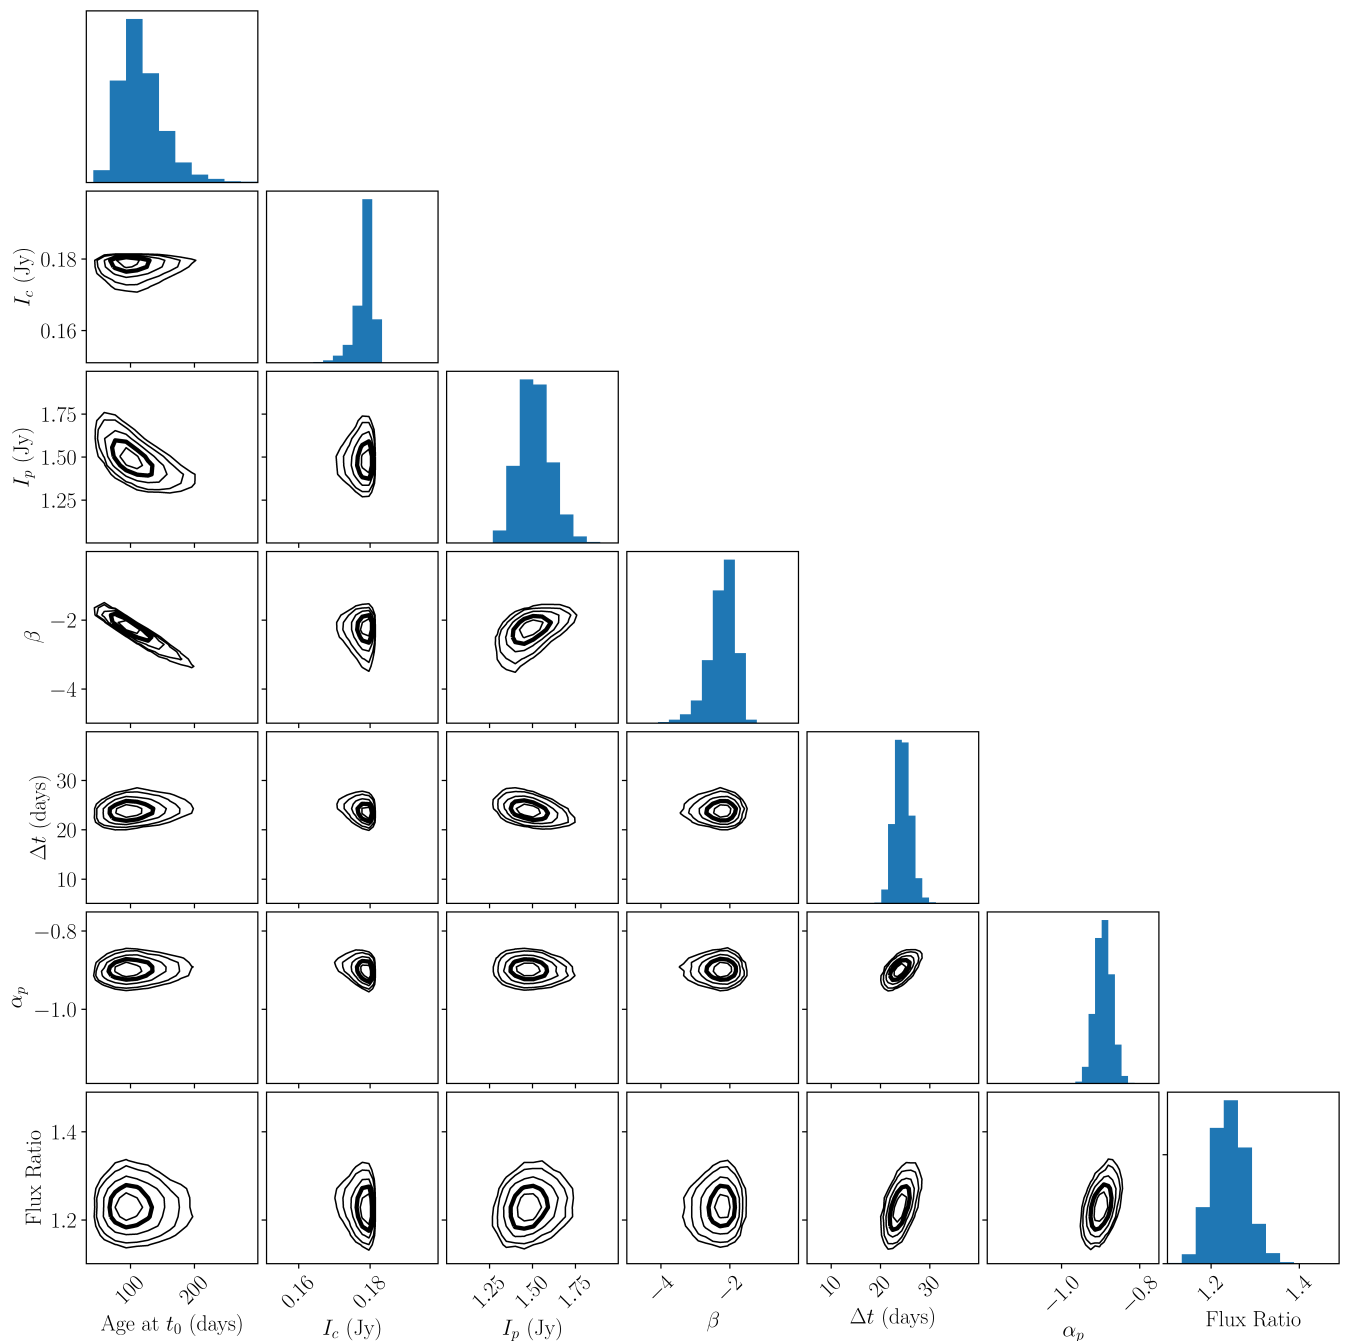 I_c (Jy)
0.18
0.16
I_p (Jy)
1.75
1.50
1.25
β
−2
−4
Δt (days)
30
20
10
α_p
−0.8
−1.0
Flux Ratio
1.4
1.2
100 200 0.16 0.18 1.25 1.50 1.75 −4 −2 10 20 30 −1.0 −0.8 1.2 1.4
Age at t_0 (days) I_c (Jy) I_p (Jy) β Δt (days) α_p Flux Ratio